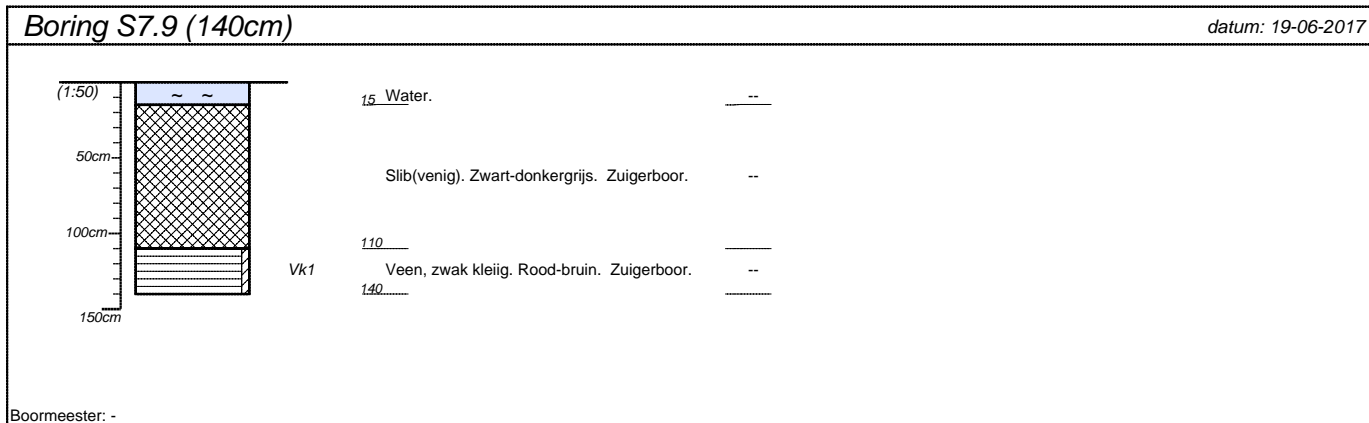 Boring S7.9 (140cm) datum: 19-06-2017
(1:50) ~ ~ 15 Water. --
50cm
Slib(venig). Zwart-donkergrijs. Zuigerboor. --
100cm
110
Vk1 Veen, zwak kleiig. Rood-bruin. Zuigerboor. --
140
150cm
Boormeester: -